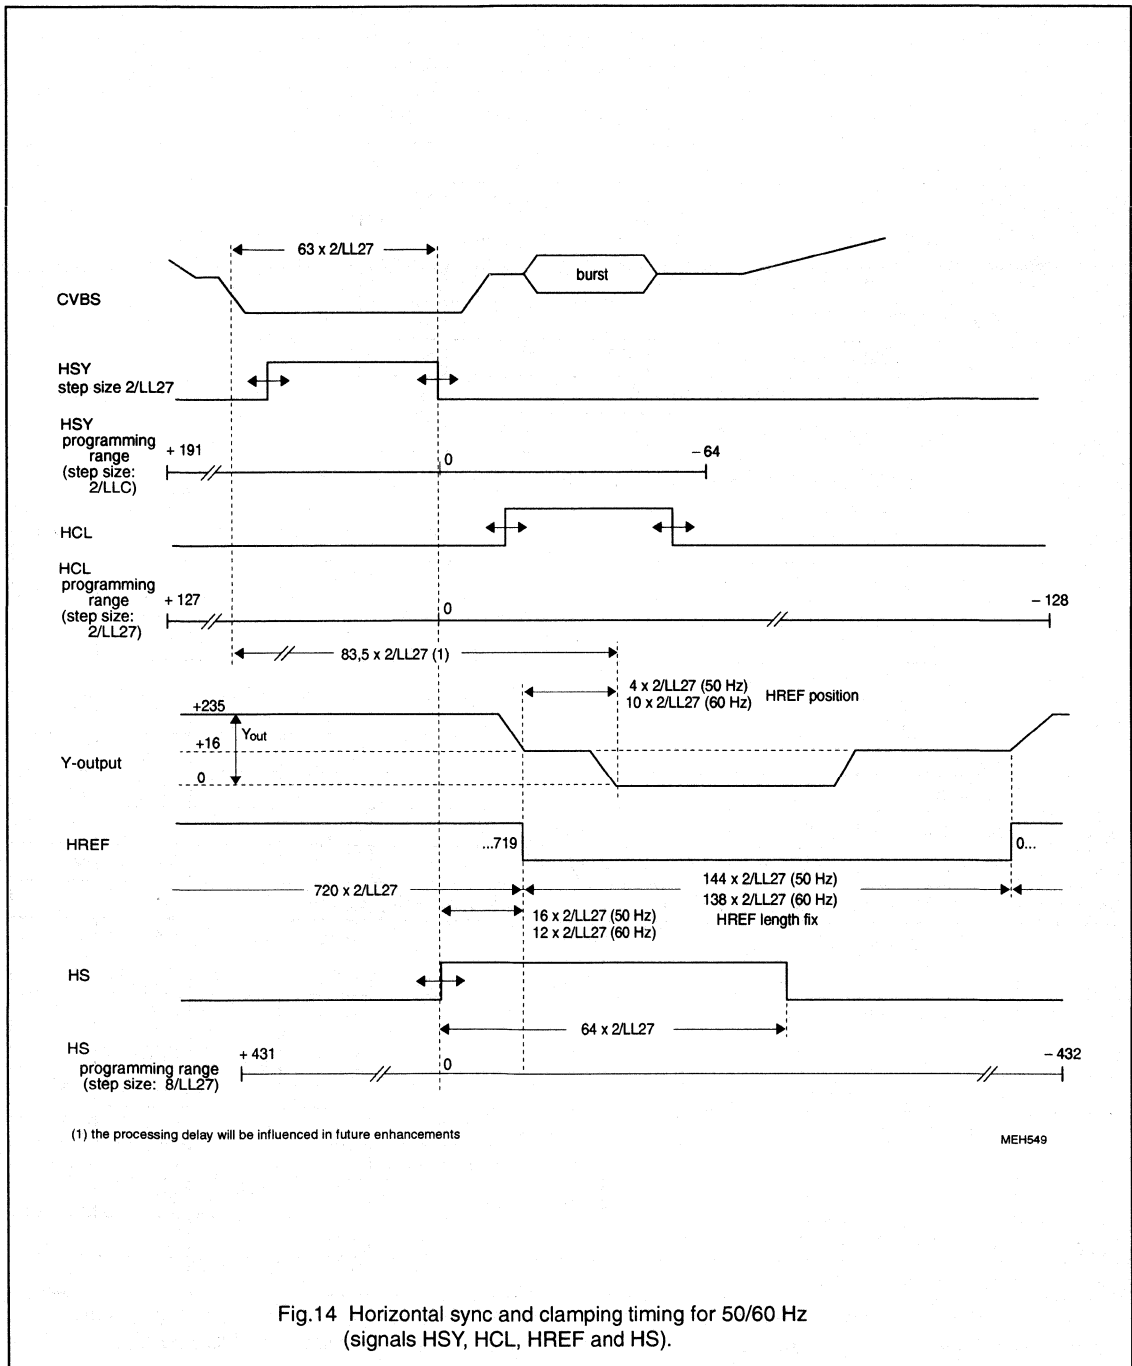 63 x 2/LL27
burst
CVBS
HSY
step size 2/LL27
HSY
programming
range
(step size:
2/LLC)
+ 191
0
– 64
HCL
HCL
programming
range
(step size:
2/LL27)
+ 127
0
– 128
83,5 x 2/LL27 (1)
4 x 2/LL27 (50 Hz)
10 x 2/LL27 (60 Hz)
HREF position
+235
Yout
+16
Y-output
0
HREF
...719
0...
720 x 2/LL27
144 x 2/LL27 (50 Hz)
138 x 2/LL27 (60 Hz)
HREF length fix
16 x 2/LL27 (50 Hz)
12 x 2/LL27 (60 Hz)
HS
64 x 2/LL27
HS
programming range
(step size: 8/LL27)
+ 431
0
– 432
(1) the processing delay will be influenced in future enhancements
MEH549
Fig.14 Horizontal sync and clamping timing for 50/60 Hz
(signals HSY, HCL, HREF and HS).